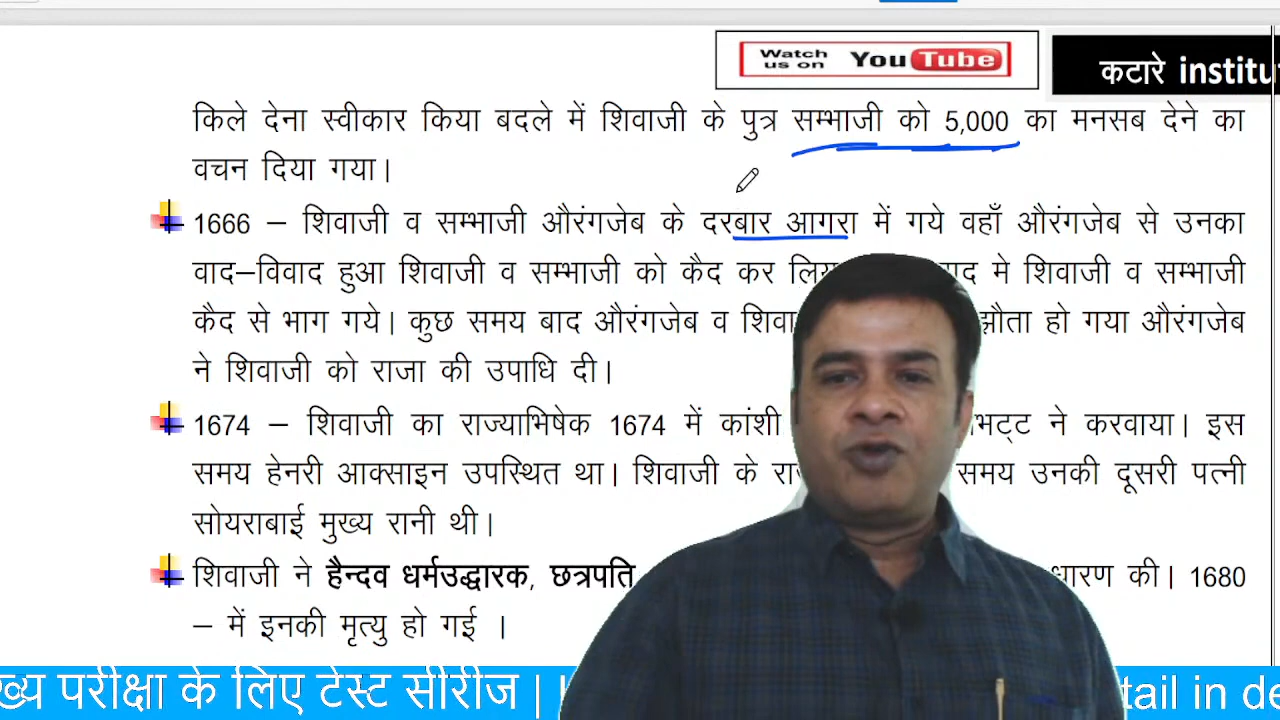 Watch us on YouTube
कटारे institu
किले देना स्वीकार किया बदले में शिवाजी के पुत्र सम्भाजी को 5,000 का मनसब देने का
वचन दिया गया।
1666 – शिवाजी व सम्भाजी औरंगजेब के दरबार आगरा में गये वहाँ औरंगजेब से उनका
वाद–विवाद हुआ शिवाजी व सम्भाजी को कैद कर मे शिवाजी व सम्भाजी
कैद से भाग गये। कुछ समय बाद औरंगजेब व हो गया औरंगजेब
ने शिवाजी को राजा की उपाधि दी।
1674 – शिवाजी का राज्याभिषेक 1674 में कांशी ने करवाया। इस
समय हेनरी आक्साइन उपस्थित था। शिवाजी के समय उनकी दूसरी पत्नी
सोयराबाई मुख्य रानी थी।
शिवाजी ने हैन्दव धर्मउद्धारक, छत्रपति धारण की। 1680
– में इनकी मृत्यु हो गई ।
ख्य परीक्षा के लिए टेस्ट सीरीज | tail in de